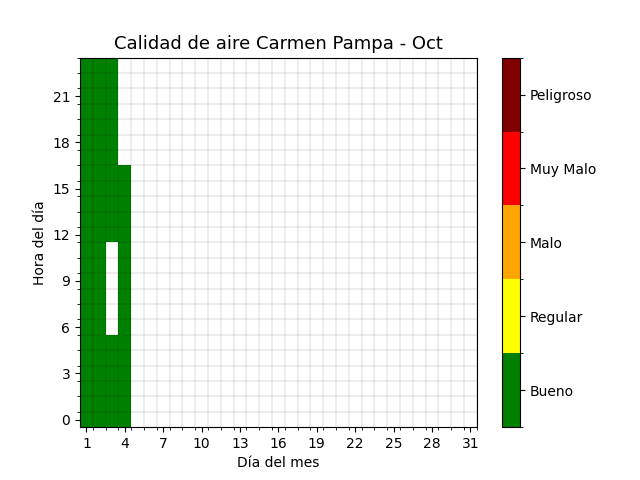 Calidad de aire Carmen Pampa - Oct
Hora del día
21
18
15
12
9
6
3
0
1 4 7 10 13 16 19 22 25 28 31
Día del mes
Peligroso
Muy Malo
Malo
Regular
Bueno